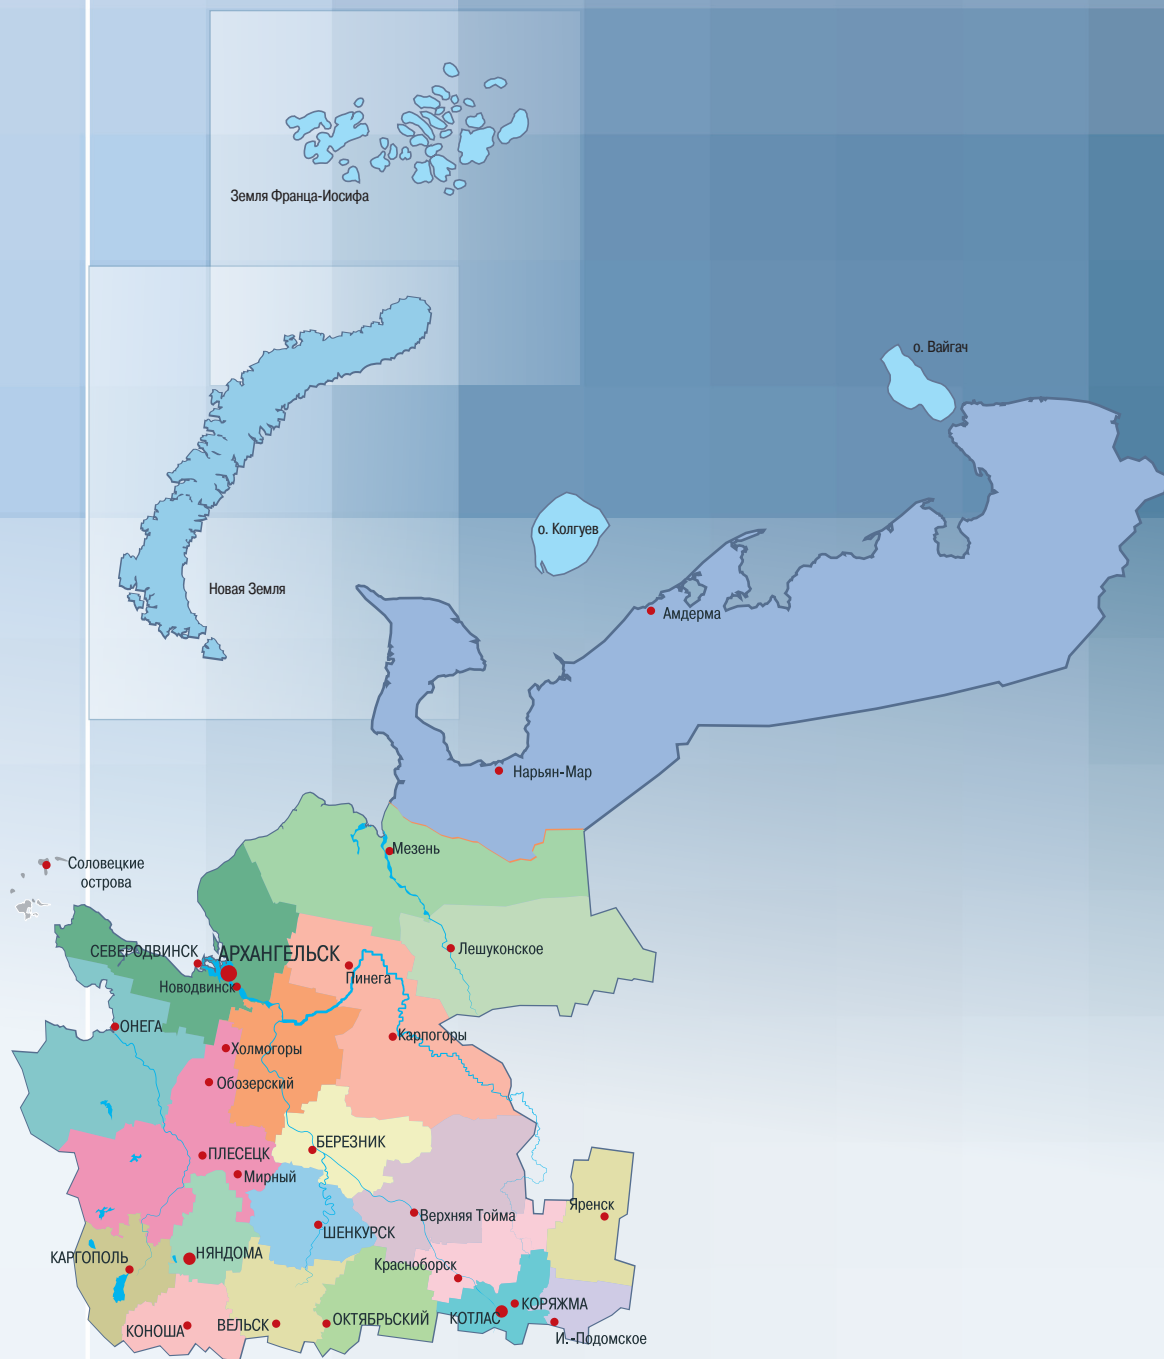 Земля Франца-Иосифа
о. Вайгач
о. Колгуев
Новая Земля
Амдерма
Нарьян-Мар
Мезень
Соловецкие
острова
СЕВЕРОДВИНСК
АРХАНГЕЛЬСК
Лешуконское
Пинега
Новодвинск
ОНЕГА
Карпогоры
Холмогоры
Обозерский
БЕРЕЗНИК
ПЛЕСЕЦК
Мирный
Яренск
Верхняя Тойма
ШЕНКУРСК
КАРГОПОЛЬ
НЯНДОМА
Красноборск
КОРЯЖМА
КОТЛАС
ОКТЯБРЬСКИЙ
ВЕЛЬСК
КОНОША
И.-Подомское